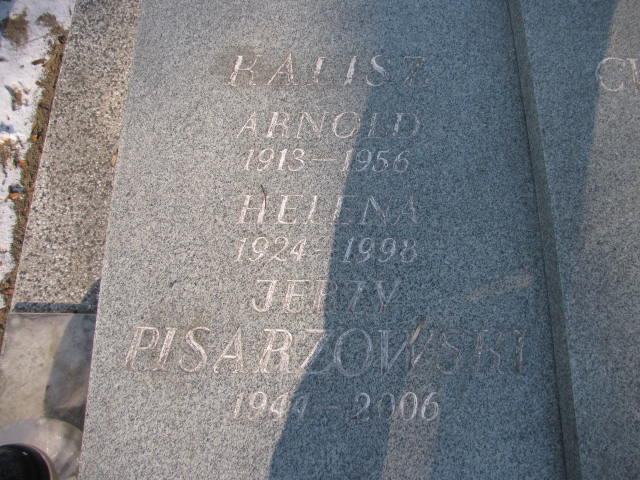 KALISZ
ARNOLD
1913-1956
HELENA
1924-1998
JERZY
PISARZOWSKI
1944-2006